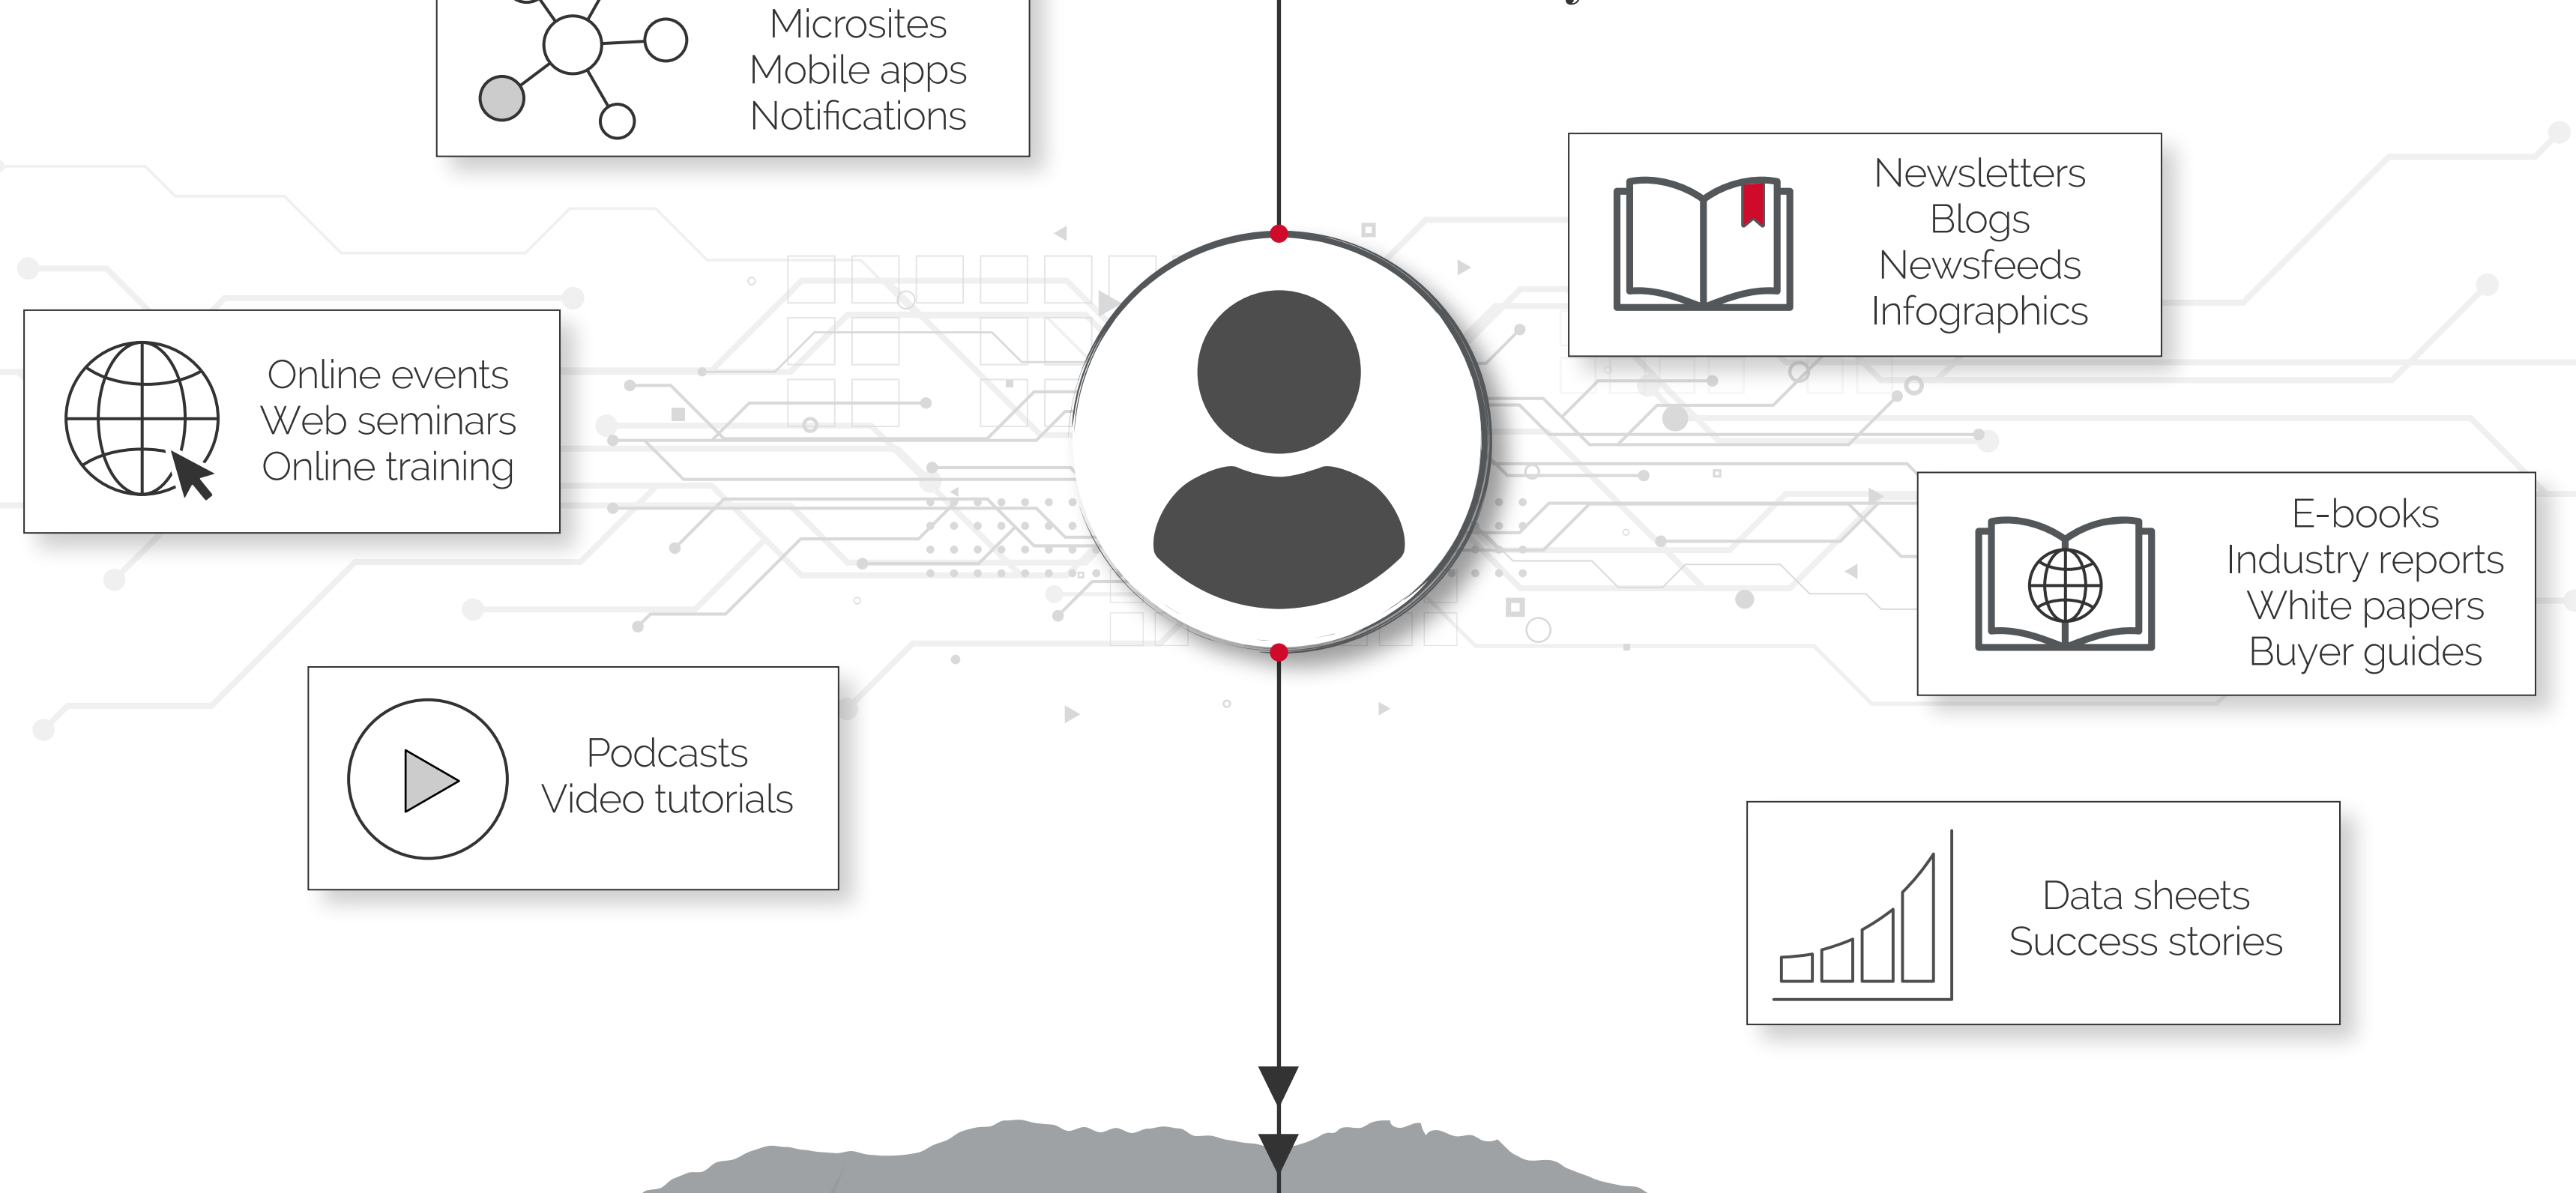 Microsites
Mobile apps
Notifications
Newsletters
Blogs
Newsfeeds
Infographics
Online events
Web seminars
Online training
E-books
Industry reports
White papers
Buyer guides
Podcasts
Video tutorials
Data sheets
Success stories